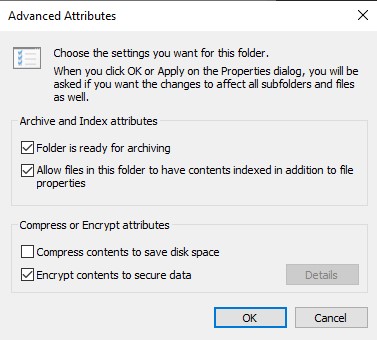 Advanced Attributes
Choose the settings you want for this folder.
When you click OK or Apply on the Properties dialog, you will be
asked if you want the changes to affect all subfolders and files
as well.
Archive and Index attributes
Folder is ready for archiving
Allow files in this folder to have contents indexed in addition to file
properties
Compress or Encrypt attributes
Compress contents to save disk space
Encrypt contents to secure data
Details
OK
Cancel